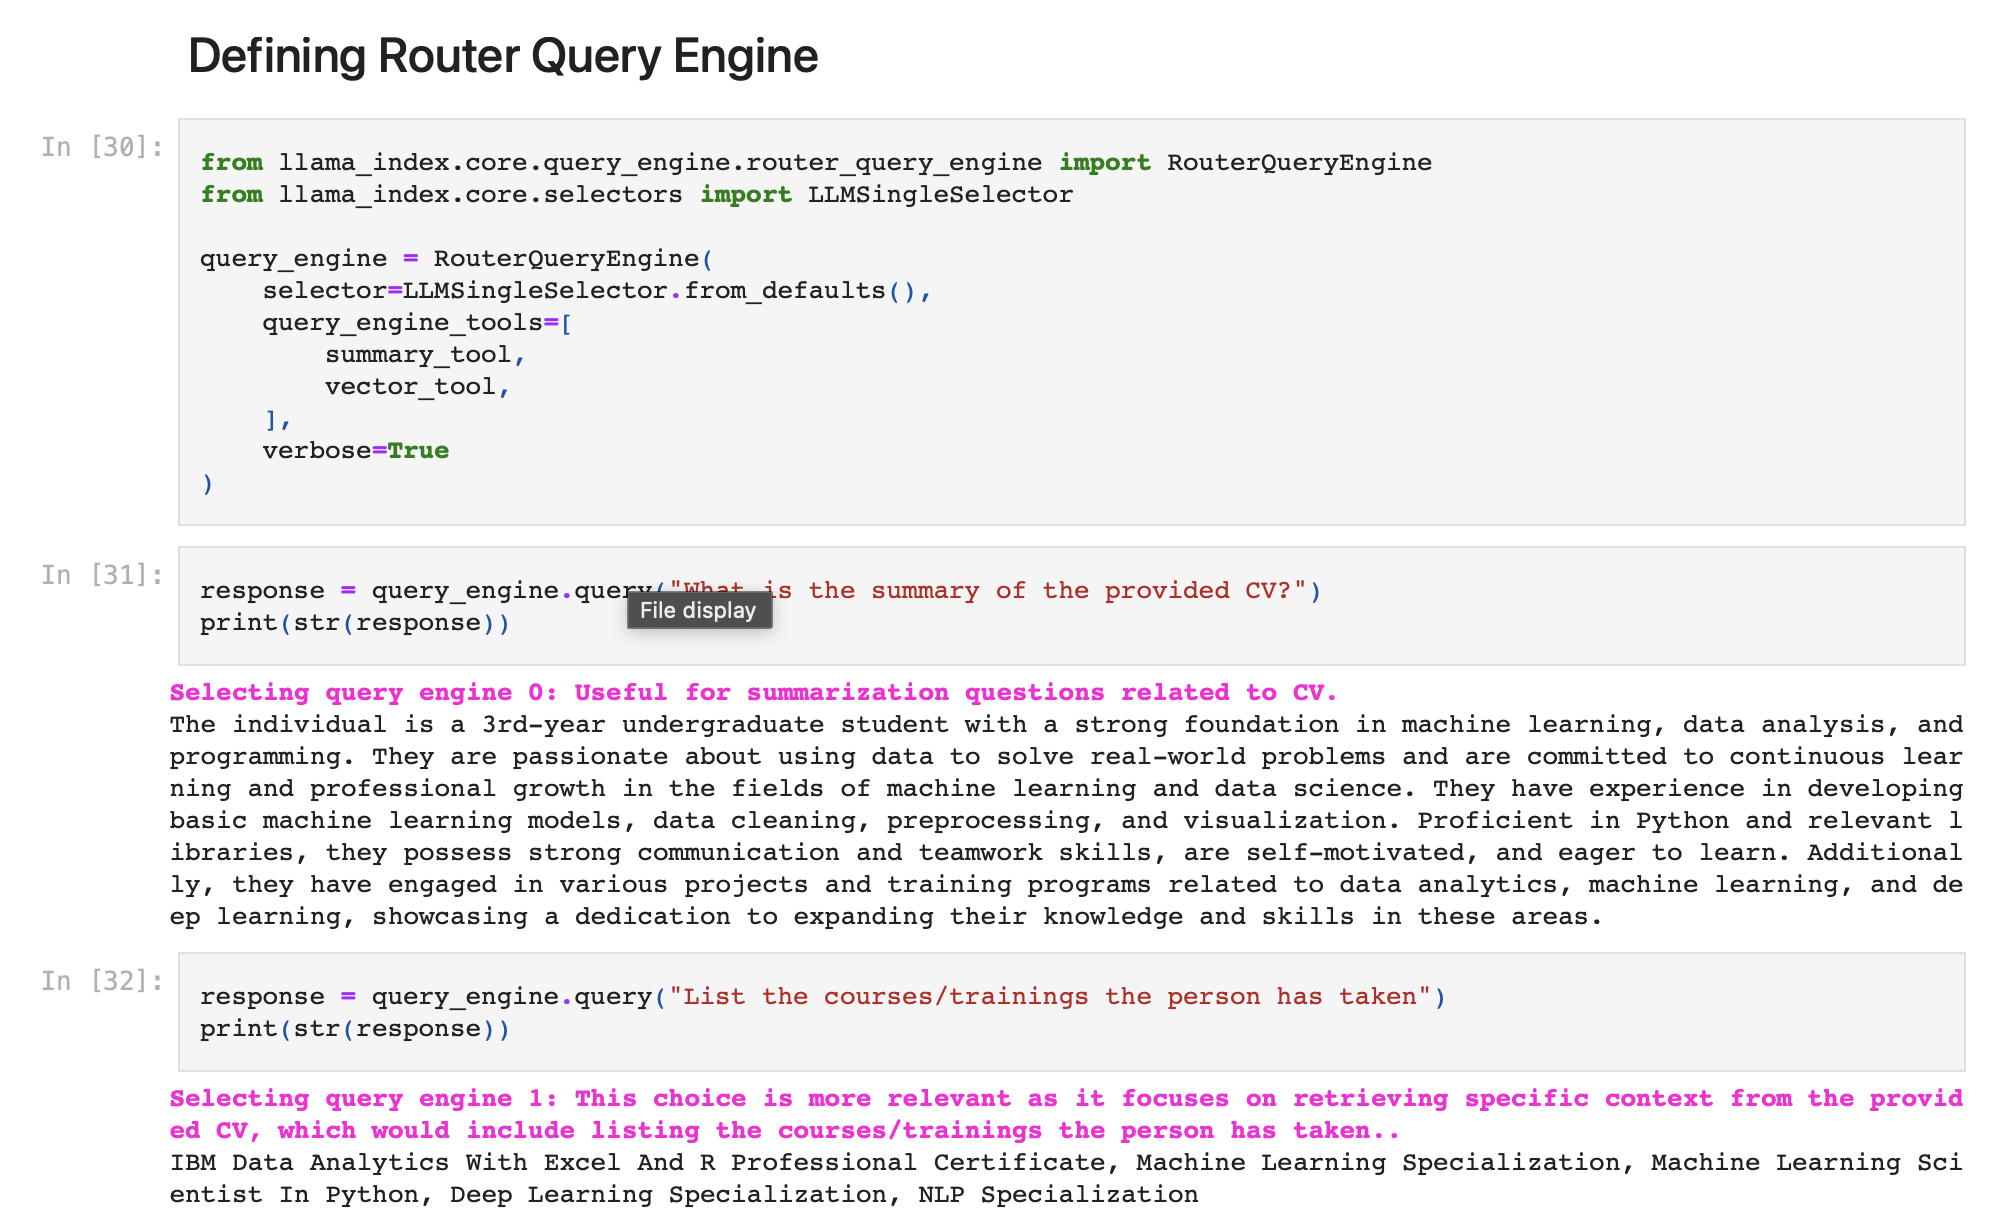 Defining Router Query Engine
In [30]:
from llama_index.core.query_engine.router_query_engine import RouterQueryEngine
from llama_index.core.selectors import LLMSingleSelector
query_engine = RouterQueryEngine(
    selector=LLMSingleSelector.from_defaults(),
    query_engine_tools=[
        summary_tool,
        vector_tool,
    ],
    verbose=True
)
In [31]:
response = query_engine.query("What is the summary of the provided CV?")
File display
print(str(response))
Selecting query engine 0: Useful for summarization questions related to CV.
The individual is a 3rd-year undergraduate student with a strong foundation in machine learning, data analysis, and
programming. They are passionate about using data to solve real-world problems and are committed to continuous lear
ning and professional growth in the fields of machine learning and data science. They have experience in developing
basic machine learning models, data cleaning, preprocessing, and visualization. Proficient in Python and relevant l
ibraries, they possess strong communication and teamwork skills, are self-motivated, and eager to learn. Additional
ly, they have engaged in various projects and training programs related to data analytics, machine learning, and de
ep learning, showcasing a dedication to expanding their knowledge and skills in these areas.
In [32]:
response = query_engine.query("List the courses/trainings the person has taken")
print(str(response))
Selecting query engine 1: This choice is more relevant as it focuses on retrieving specific context from the provid
ed CV, which would include listing the courses/trainings the person has taken..
IBM Data Analytics With Excel And R Professional Certificate, Machine Learning Specialization, Machine Learning Sci
entist In Python, Deep Learning Specialization, NLP Specialization